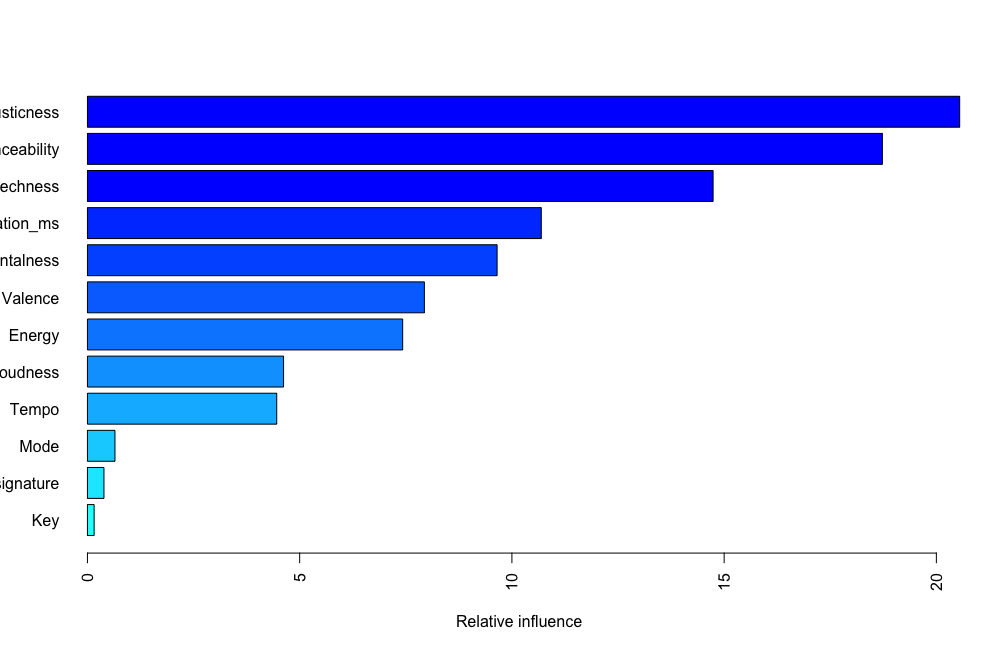 usticness
nceability
echness
ation_ms
ntalness
Valence
Energy
oudness
Tempo
Mode
signature
Key
0 5 10 15 20
Relative influence